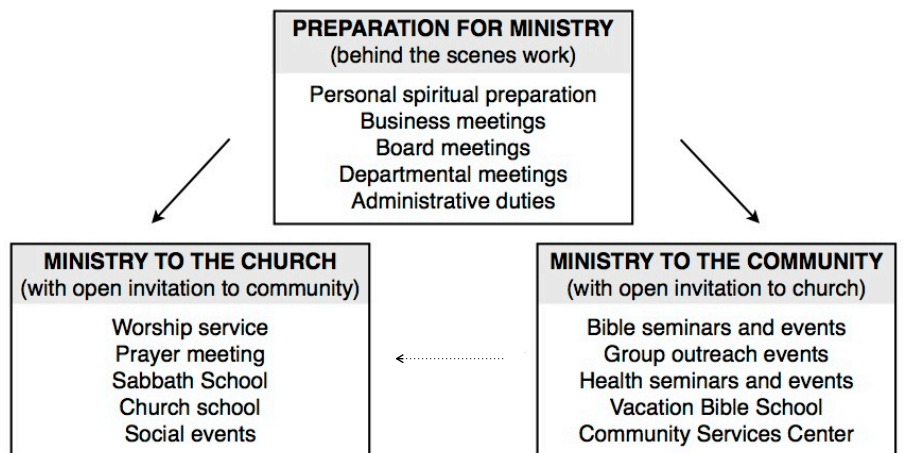 PREPARATION FOR MINISTRY
(behind the scenes work)
Personal spiritual preparation
Business meetings
Board meetings
Departmental meetings
Administrative duties
MINISTRY TO THE CHURCH
(with open invitation to community)
Worship service
Prayer meeting
Sabbath School
Church school
Social events
MINISTRY TO THE COMMUNITY
(with open invitation to church)
Bible seminars and events
Group outreach events
Health seminars and events
Vacation Bible School
Community Services Center